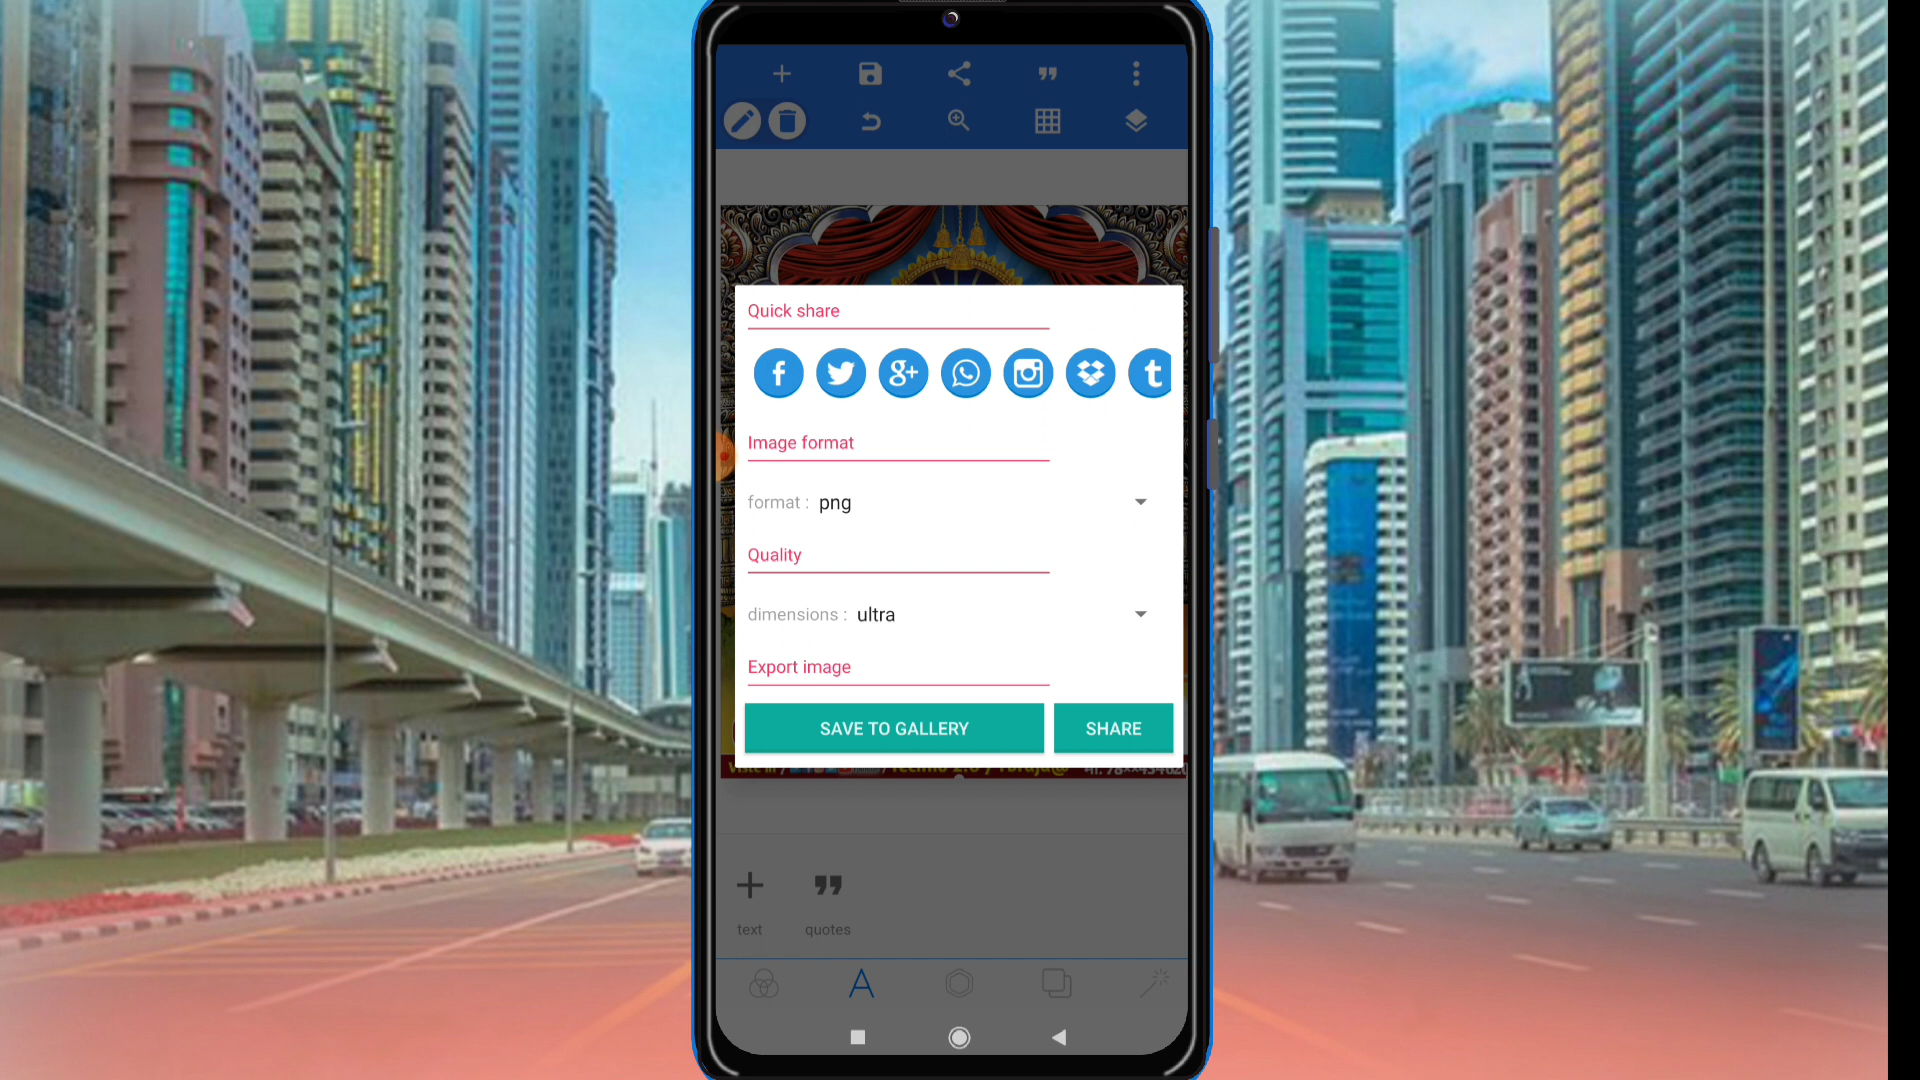 Quick share
Image format
format : png
Quality
dimensions : ultra
Export image
SAVE TO GALLERY
SHARE
text
quotes